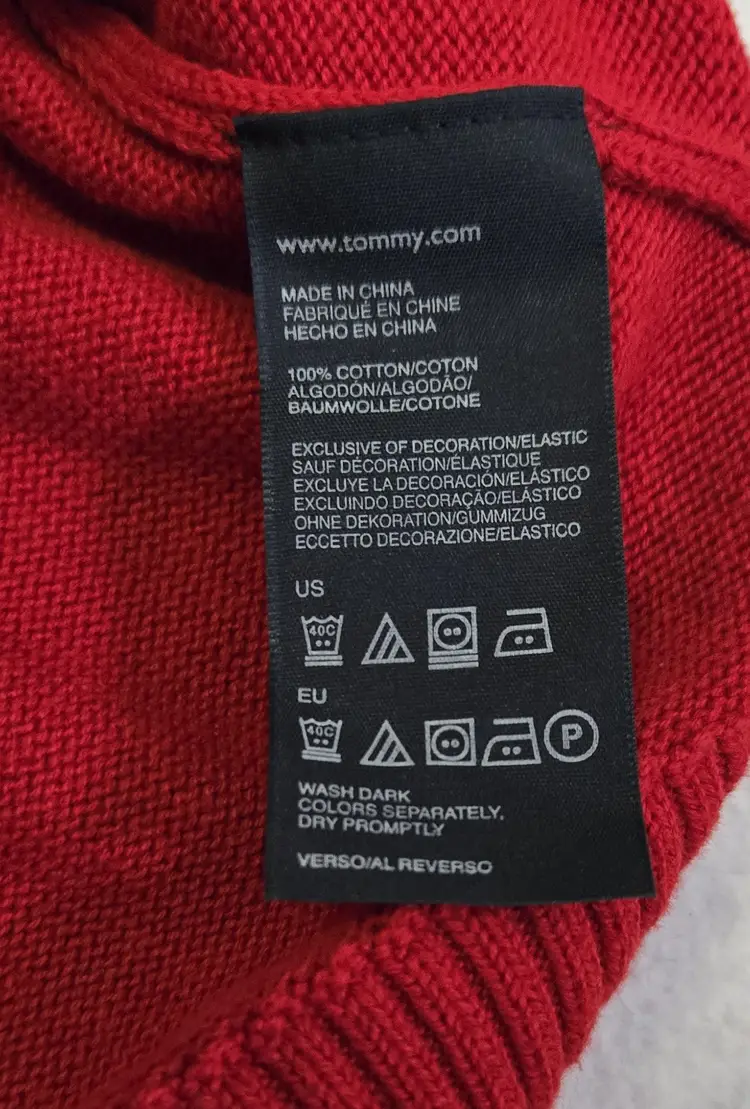 www.tommy.com
MADE IN CHINA
FABRIQUÉ EN CHINE
HECHO EN CHINA
100% COTTON/COTON
ALGODÓN/ALGODÃO/
BAUMWOLLE/COTONE
EXCLUSIVE OF DECORATION/ELASTIC
SAUF DÉCORATION/ÉLASTIQUE
EXCLUYE LA DECORACIÓN/ELÁSTICO
EXCLUINDO DECORAÇÃO/ELÁSTICO
OHNE DEKORATION/GUMMIZUG
ECCETTO DECORAZIONE/ELASTICO
US
40C
EU
40C P
WASH DARK
COLORS SEPARATELY,
DRY PROMPTLY
VERSO/AL REVERSO